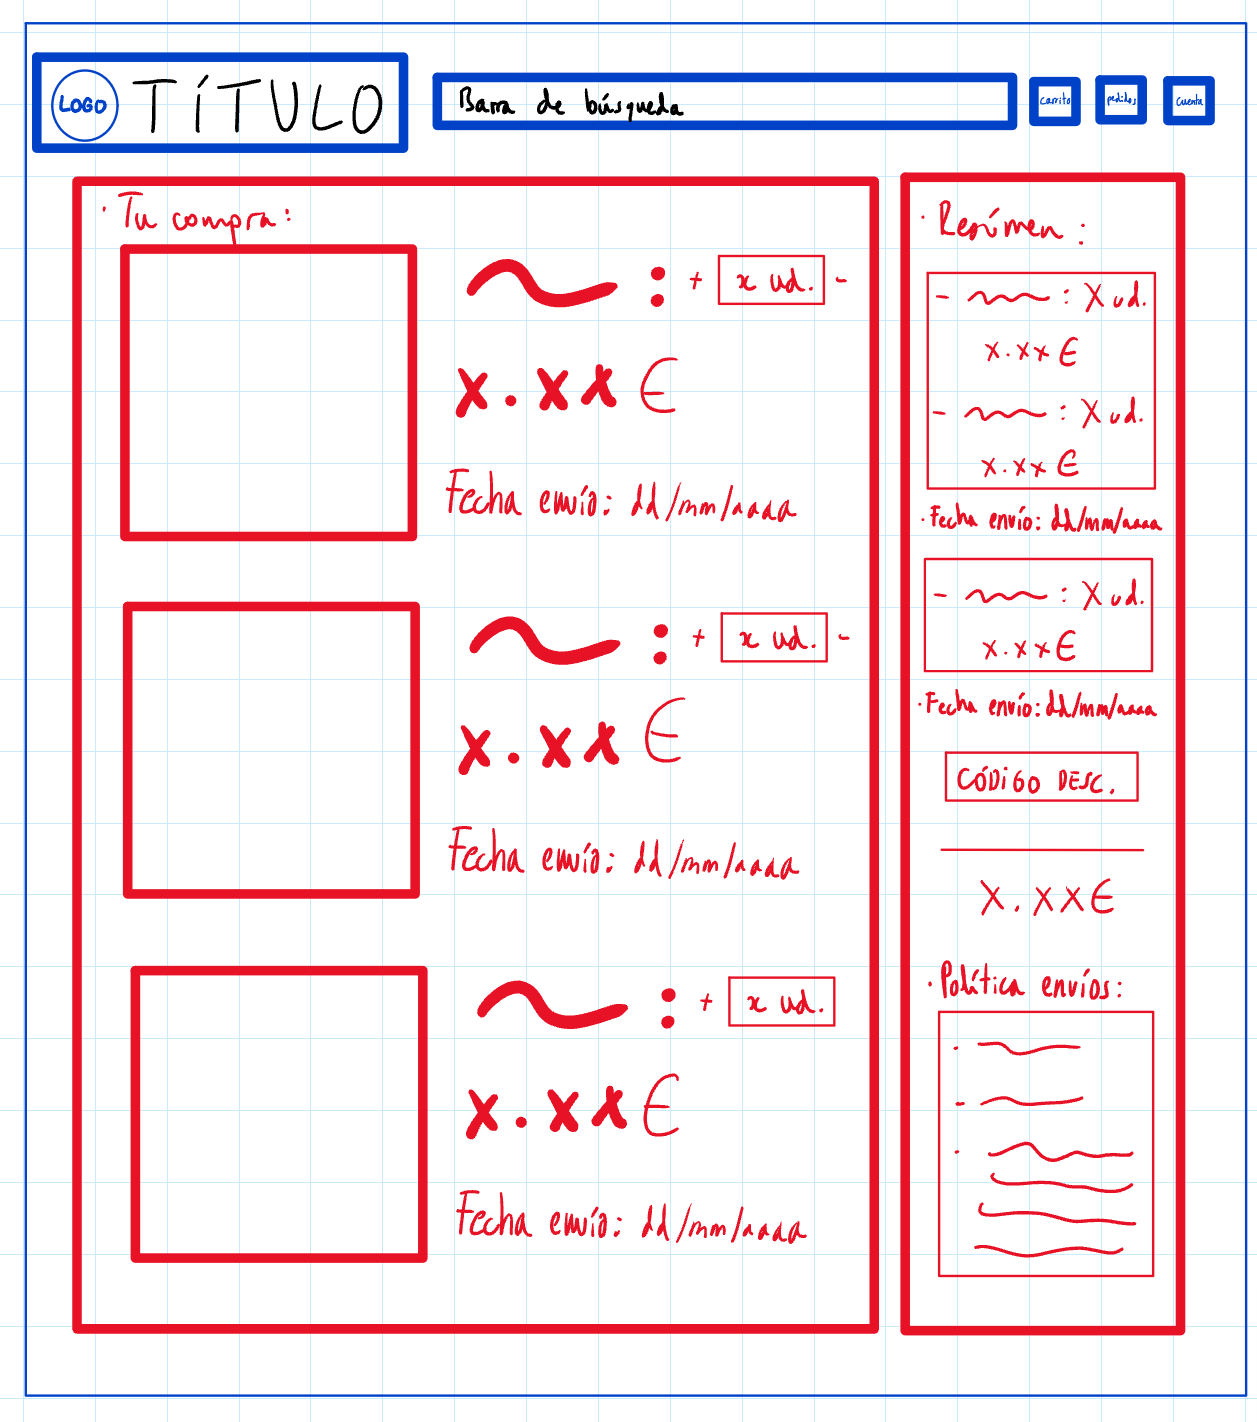 LOGO TÍTULO
Barra de búsqueda
carrito
pedidos
cuenta
· Tu compra:
: + x ud. -
x.xx €
Fecha envío: dd/mm/aaaa
: + x ud. -
x.xx €
Fecha envío: dd/mm/aaaa
: + x ud.
x.xx €
Fecha envío: dd/mm/aaaa
· Resúmen:
- : X ud.
x.xx €
- : X ud.
x.xx €
· Fecha envío: dd/mm/aaaa
- : X ud.
x.xx €
· Fecha envío: dd/mm/aaaa
CÓDIGO DESC.
X.XX€
· Política envíos: